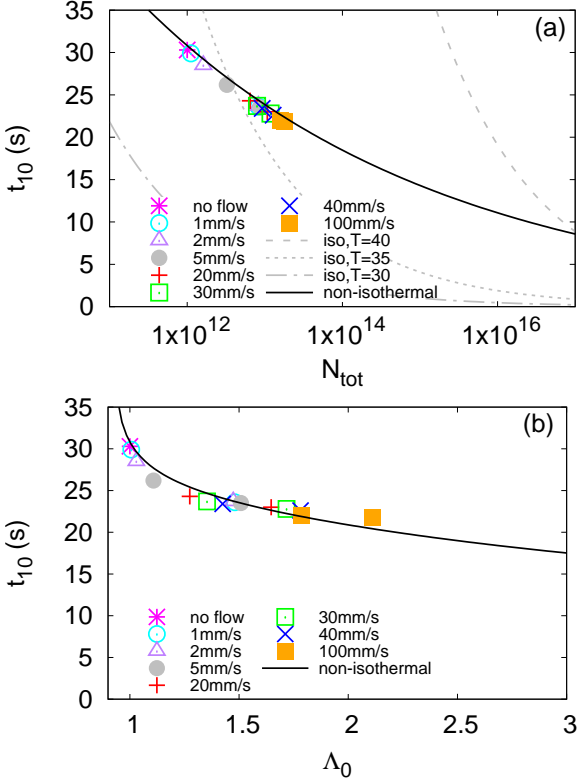 (a)
35
30
25
20
15
10
5
0
t10 (s)
no flow
1mm/s
2mm/s
5mm/s
20mm/s
30mm/s
40mm/s
100mm/s
iso,T=40
iso,T=35
iso,T=30
non-isothermal
1x10^12 1x10^14 1x10^16
Ntot
(b)
35
30
25
20
15
10
5
0
t10 (s)
no flow
1mm/s
2mm/s
5mm/s
20mm/s
30mm/s
40mm/s
100mm/s
non-isothermal
1 1.5 2 2.5 3
Λ0